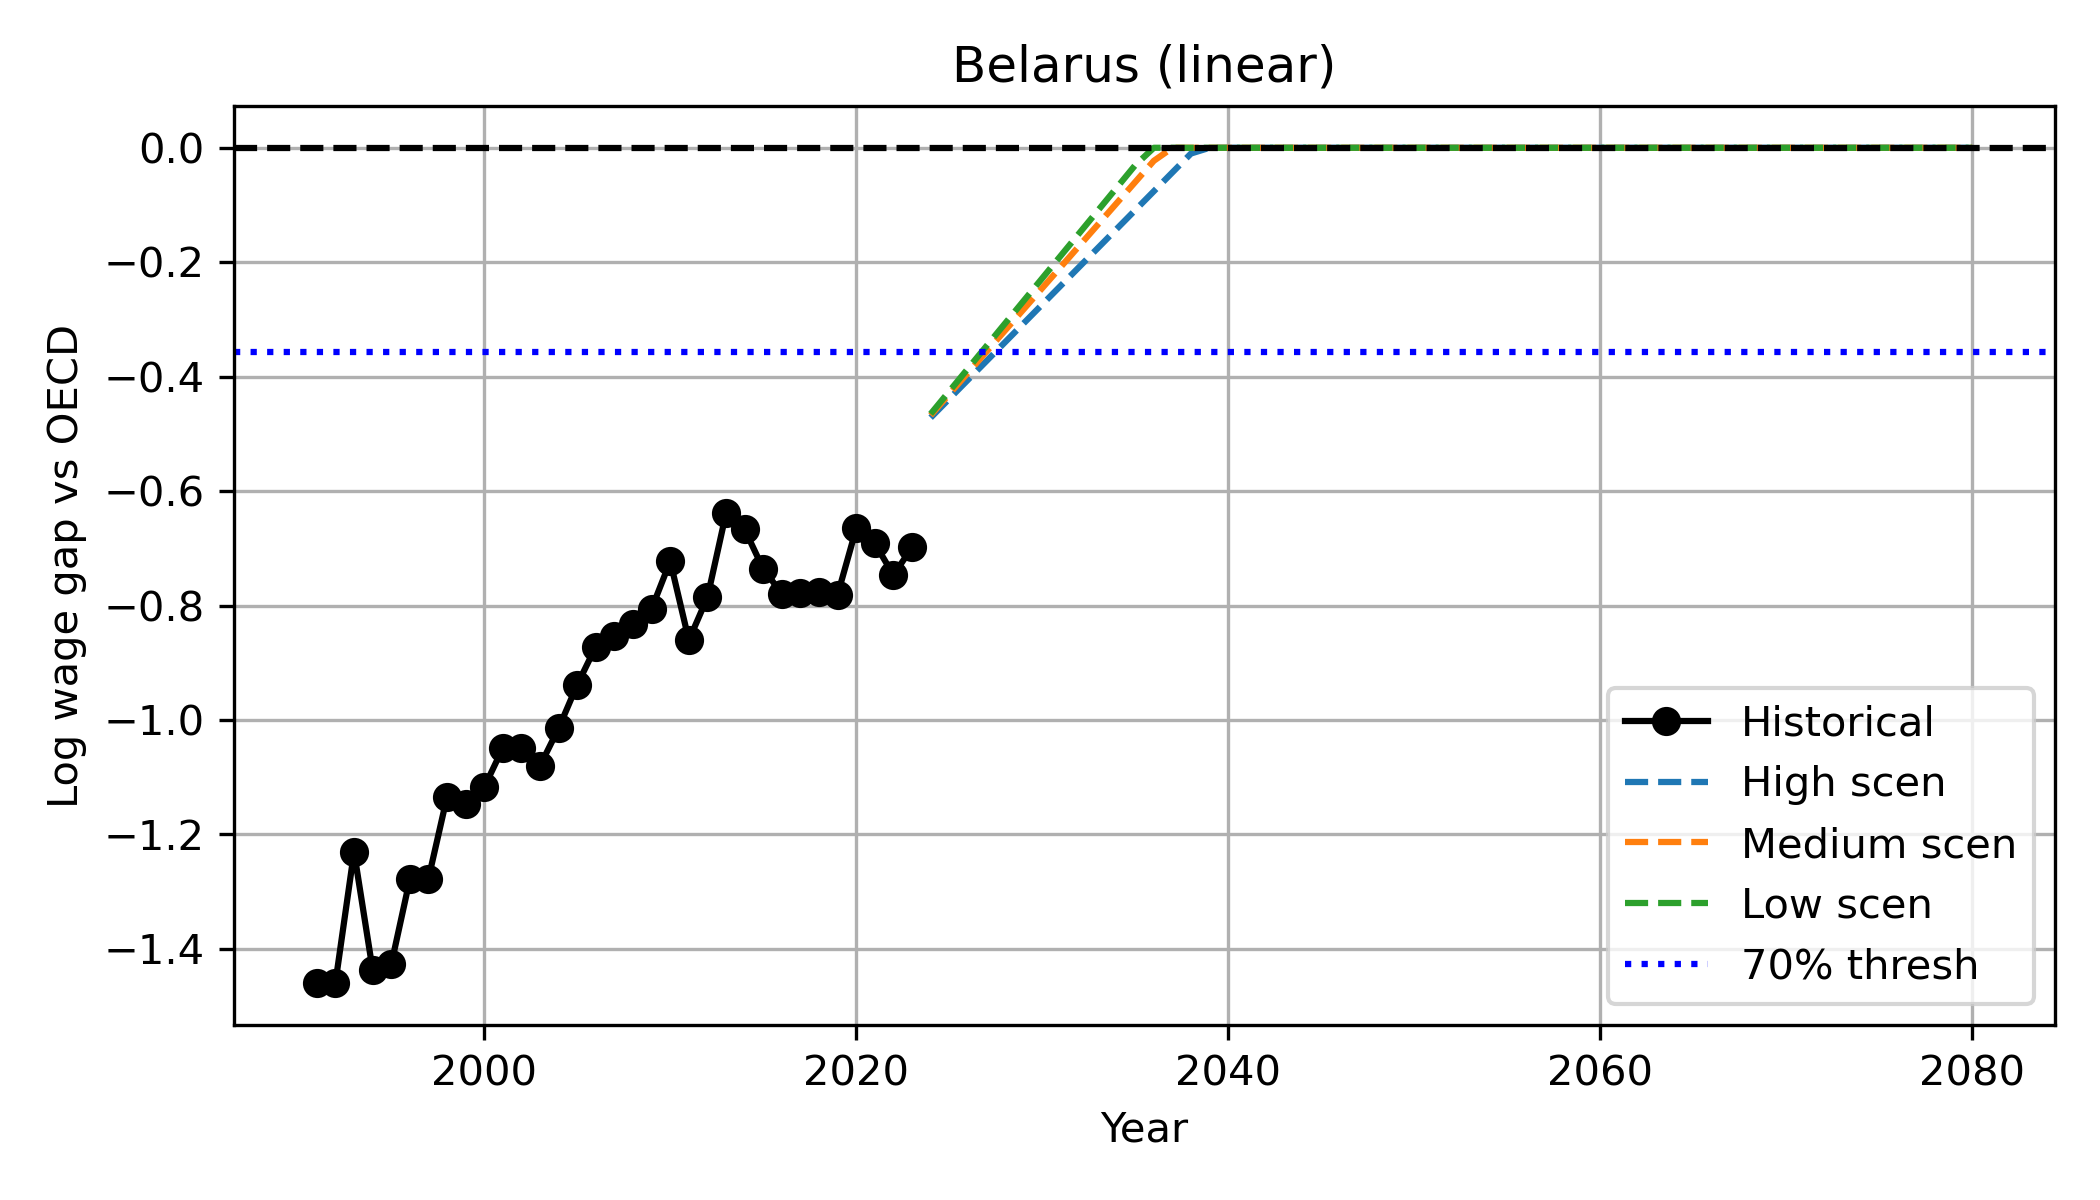 Belarus (linear)
Log wage gap vs OECD
0.0
−0.2
−0.4
−0.6
−0.8
−1.0
−1.2
−1.4
Historical
High scen
Medium scen
Low scen
70% thresh
2000 2020 2040 2060 2080
Year